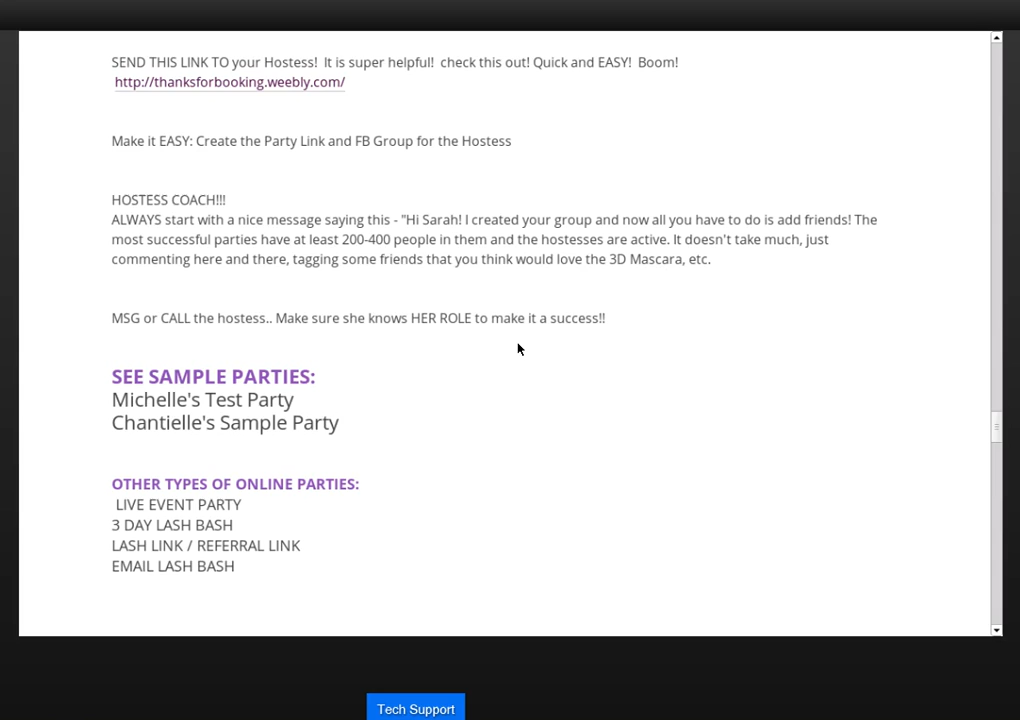 SEND THIS LINK TO your Hostess!  It is super helpful!  check this out! Quick and EASY!  Boom!
http://thanksforbooking.weebly.com/
Make it EASY: Create the Party Link and FB Group for the Hostess
HOSTESS COACH!!!
ALWAYS start with a nice message saying this - "Hi Sarah! I created your group and now all you have to do is add friends! The
most successful parties have at least 200-400 people in them and the hostesses are active. It doesn't take much, just
commenting here and there, tagging some friends that you think would love the 3D Mascara, etc.
MSG or CALL the hostess.. Make sure she knows HER ROLE to make it a success!!
SEE SAMPLE PARTIES:
Michelle's Test Party
Chantielle's Sample Party
OTHER TYPES OF ONLINE PARTIES:
LIVE EVENT PARTY
3 DAY LASH BASH
LASH LINK / REFERRAL LINK
EMAIL LASH BASH
Tech Support